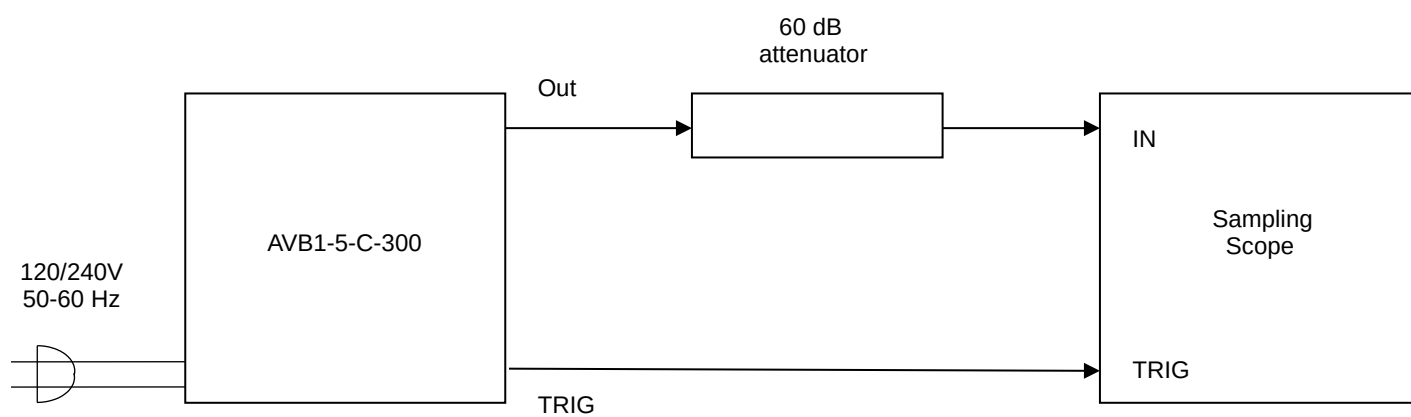 60 dB
attenuator
Out
IN
AVB1-5-C-300
Sampling
Scope
120/240V
50-60 Hz
TRIG
TRIG